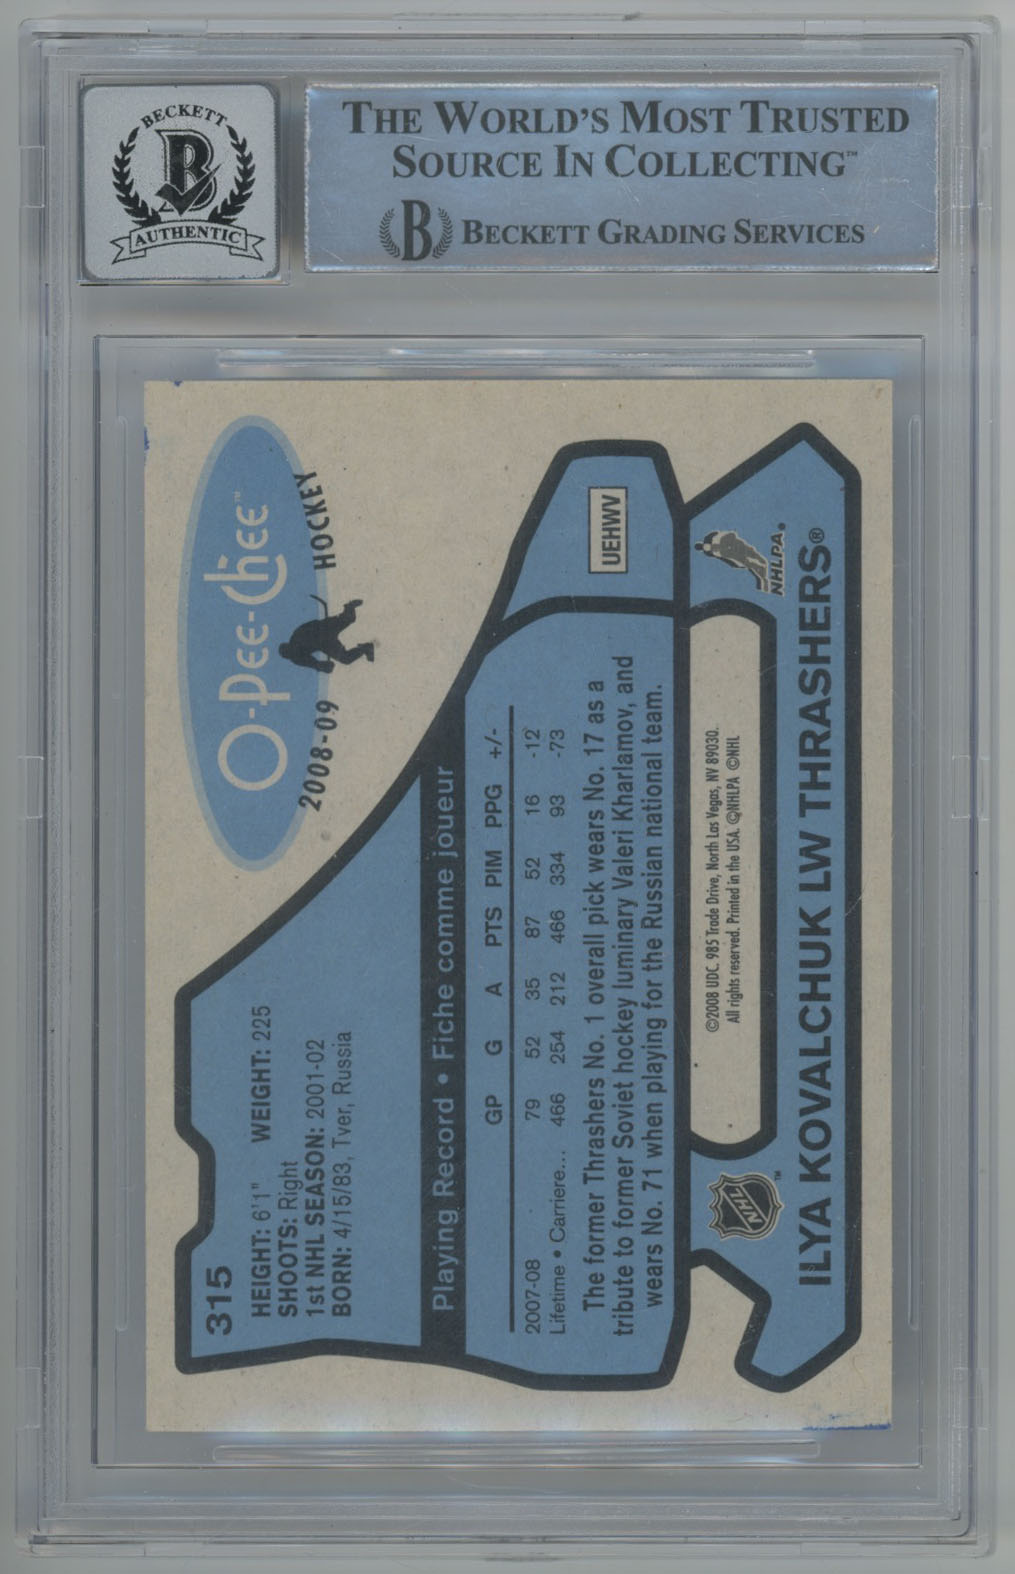 BECKETT
B
AUTHENTIC
THE WORLD'S MOST TRUSTED
SOURCE IN COLLECTING™
B BECKETT GRADING SERVICES
O-Pee-Chee™
2008-09 HOCKEY
315
HEIGHT: 6'1" WEIGHT: 225
SHOOTS: Right
1st NHL SEASON: 2001-02
BORN: 4/15/83, Tver, Russia
Playing Record • Fiche comme joueur
GP G A PTS PIM PPG +/-
2007-08 79 52 35 87 52 16 -12
Lifetime • Carriere... 466 254 212 466 334 93 -73
The former Thrashers No. 1 overall pick wears No. 17 as a
tribute to former Soviet hockey luminary Valeri Kharlamov, and
wears No. 71 when playing for the Russian national team.
UEHWV
©2008 UDC. 985 Trade Drive, North Las Vegas, NV 89030.
All rights reserved. Printed in the USA. ©NHLPA ©NHL
NHL™
NHLPA®
ILYA KOVALCHUK LW THRASHERS®